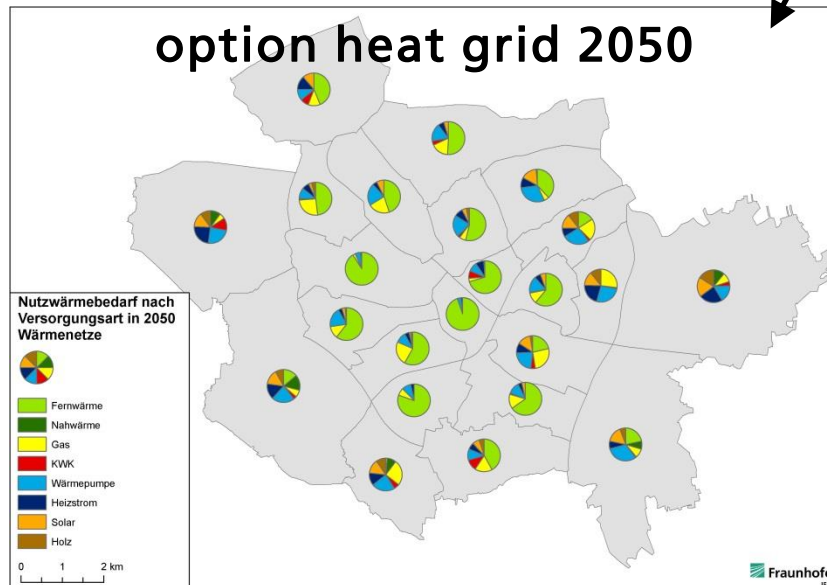 option heat grid 2050
Nutzwärmebedarf nach
Versorgungsart in 2050
Wärmenetze
Fernwärme
Nahwärme
Gas
KWK
Wärmepumpe
Heizstrom
Solar
Holz
0 1 2 km
Fraunhofe